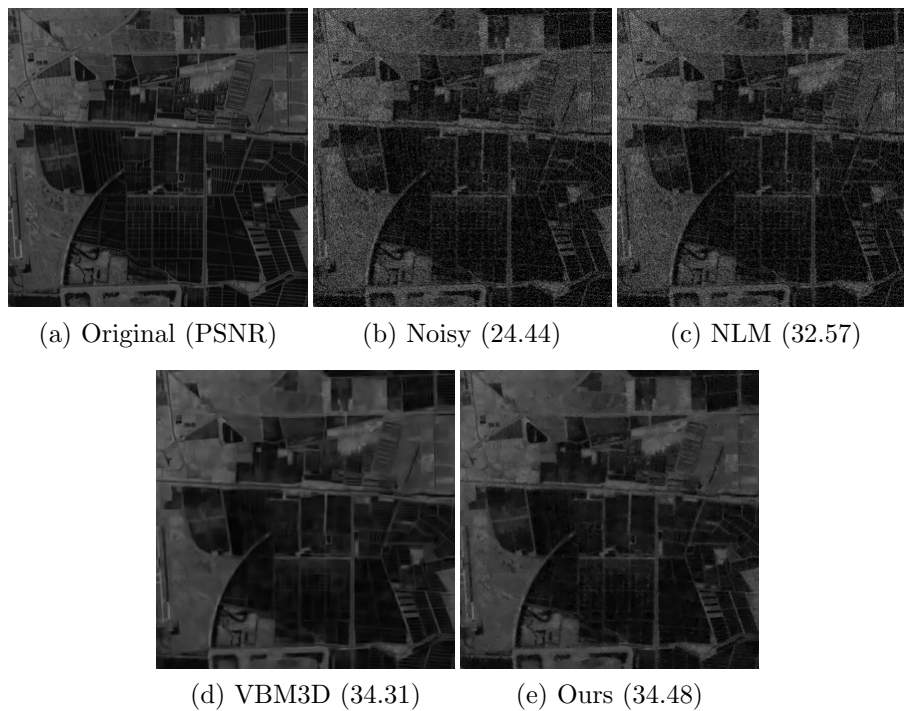 (a) Original (PSNR)
(b) Noisy (24.44)
(c) NLM (32.57)
(d) VBM3D (34.31)
(e) Ours (34.48)